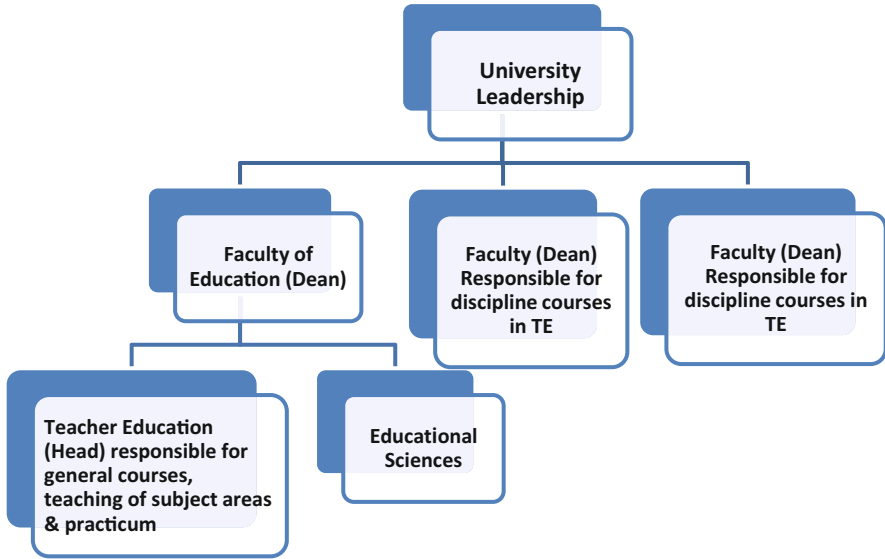 University
Leadership
Faculty of
Education (Dean)
Faculty (Dean)
Responsible for
discipline courses
in TE
Faculty (Dean)
Responsible for
discipline courses in
TE
Teacher Education
(Head) responsible for
general courses,
teaching of subject areas
& practicum
Educational
Sciences